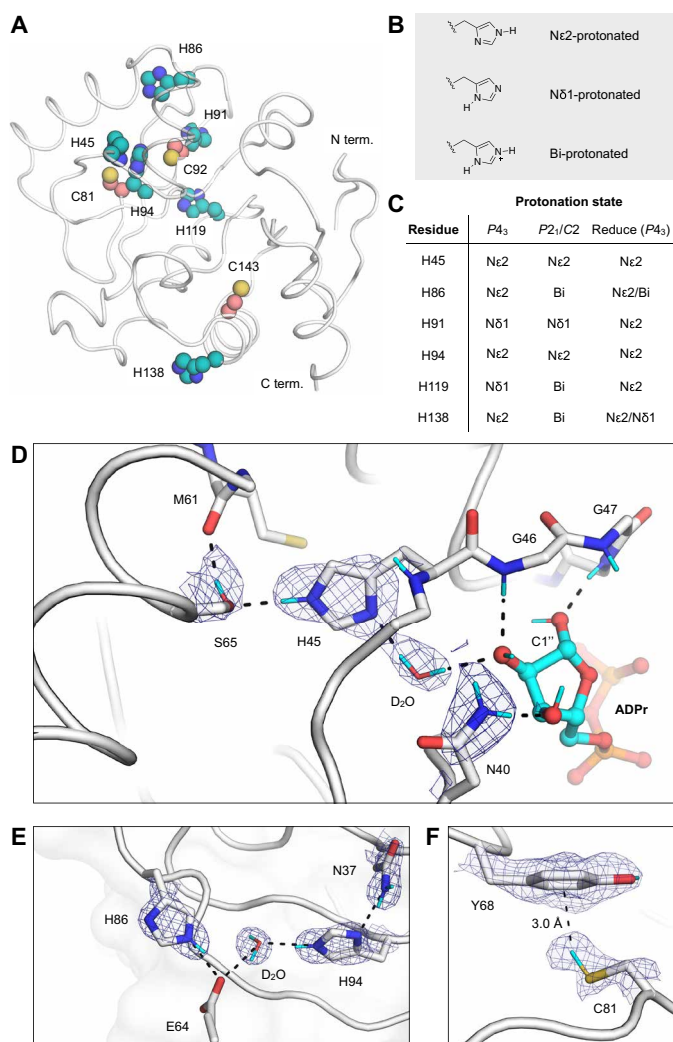 A
H86
H91
N term.
H45
C92
C81
H94
H119
C143
H138
C term.
B
N H Nε2-protonated
N
N Nδ1-protonated
N
H
N H Bi-protonated
N +
H
C
Protonation state
Residue P4₃ P2₁/C2 Reduce (P4₃)
H45 Nε2 Nε2 Nε2
H86 Nε2 Bi Nε2/Bi
H91 Nδ1 Nδ1 Nε2
H94 Nε2 Nε2 Nε2
H119 Nδ1 Bi Nε2
H138 Nε2 Bi Nε2/Nδ1
D
M61
G47
G46
S65
H45
C1''
D₂O
ADPr
N40
E
N37
H86
D₂O
H94
E64
F
Y68
3.0 Å
C81